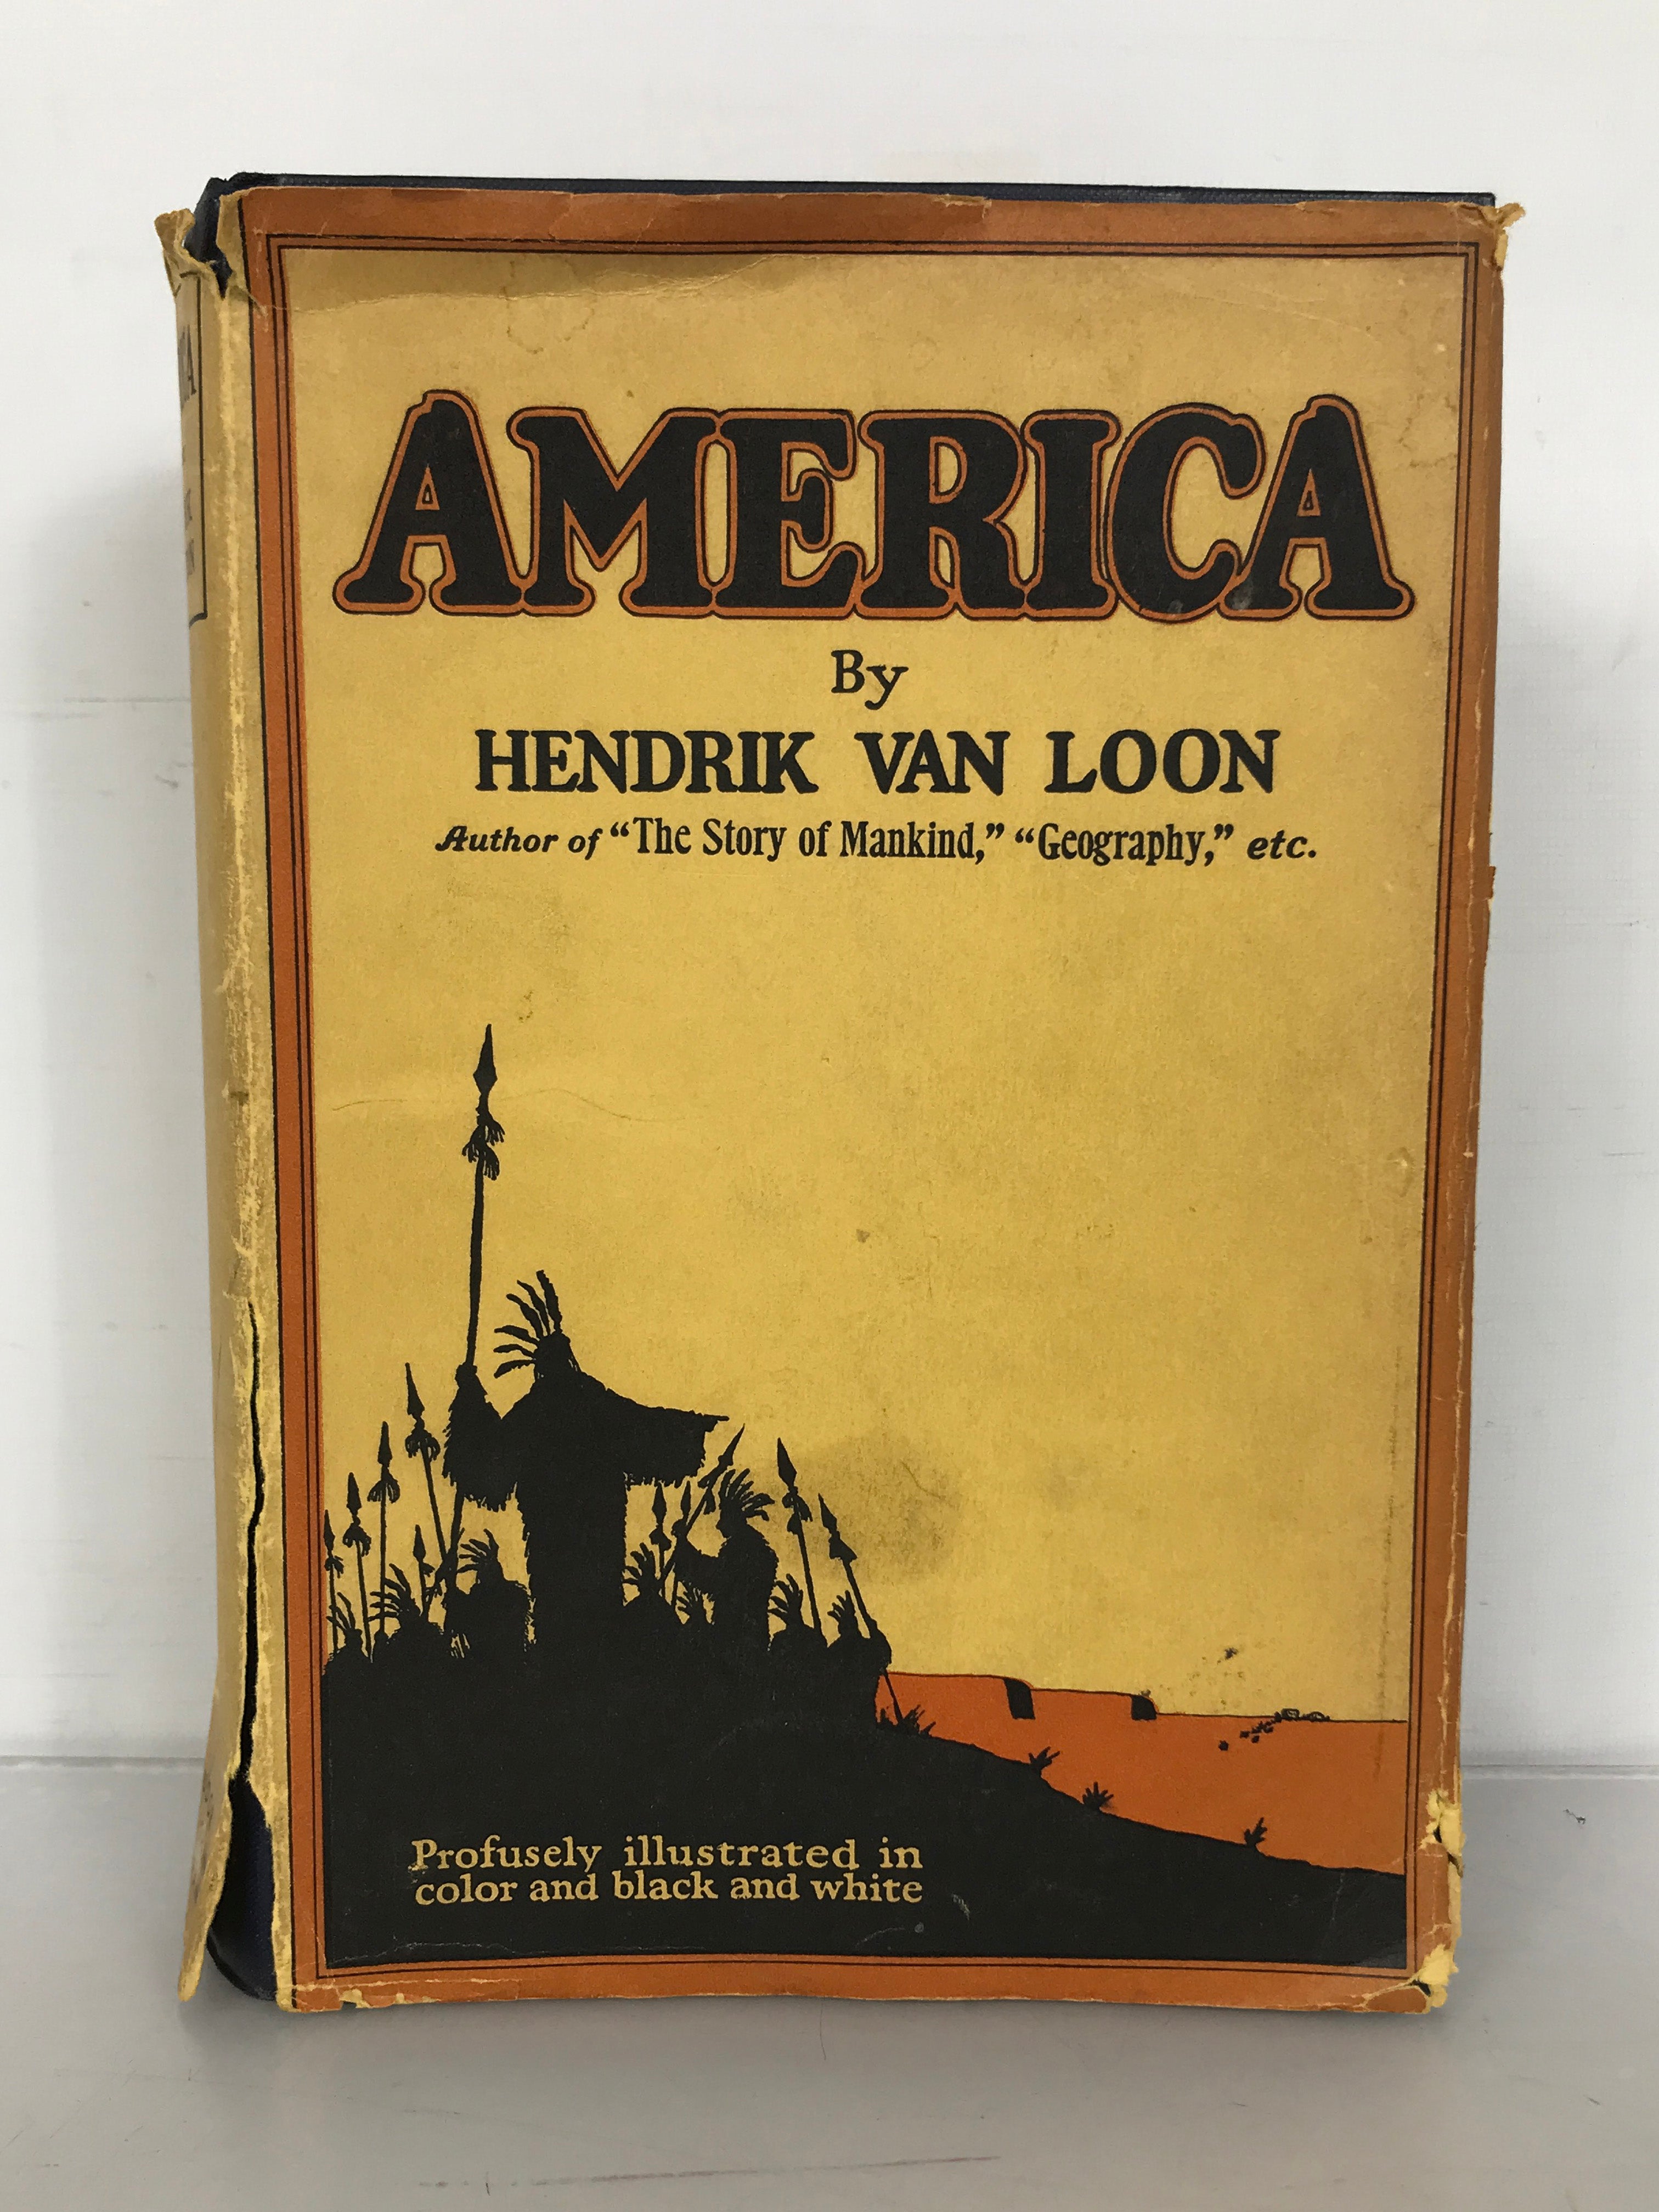 AMERICA
By
HENDRIK VAN LOON
Author of “The Story of Mankind,” “Geography,” etc.
Profusely illustrated in
color and black and white